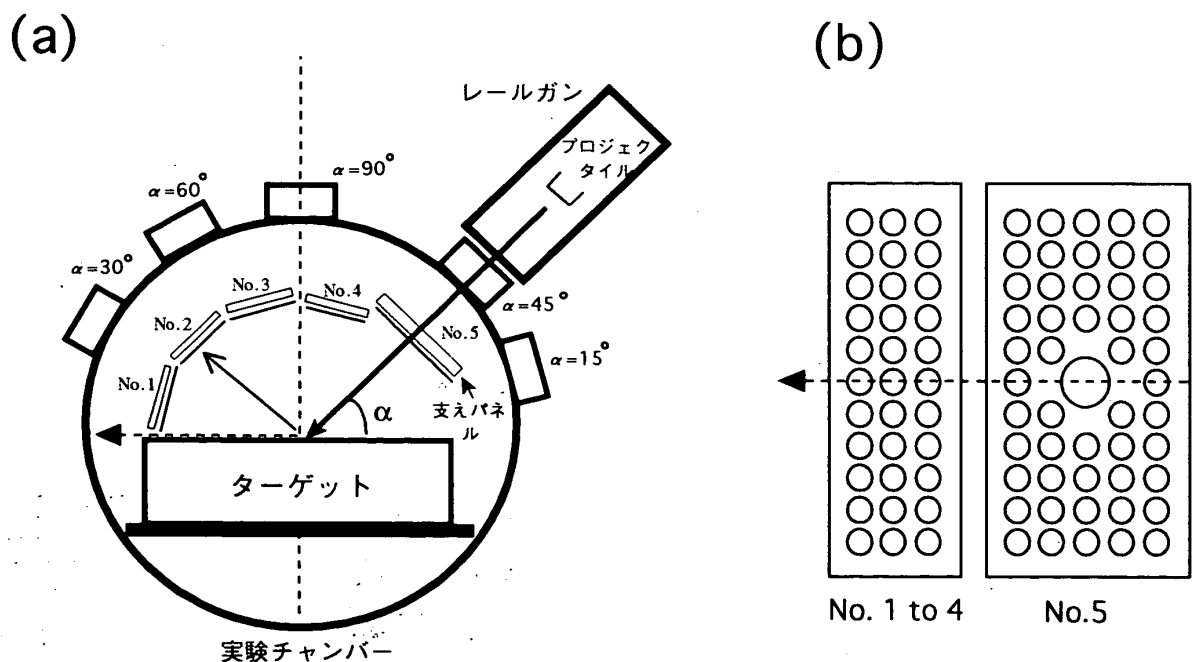 (a)
(b)
レールガン
プロジェク
タイル
α=90°
α=60°
α=30°
α=45°
α=15°
No.3
No.4
No.2
No.5
No.1
支えパネ
ル
α
ターゲット
実験チャンバー
No. 1 to 4
No.5